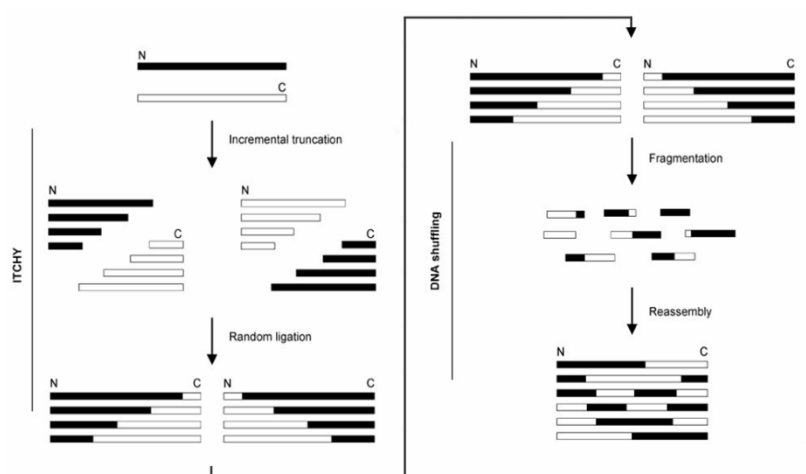 N
C
Incremental truncation
N
C
C
N
ITCHY
Random ligation
N C N C
N C N C
Fragmentation
DNA shuffling
Reassembly
N C